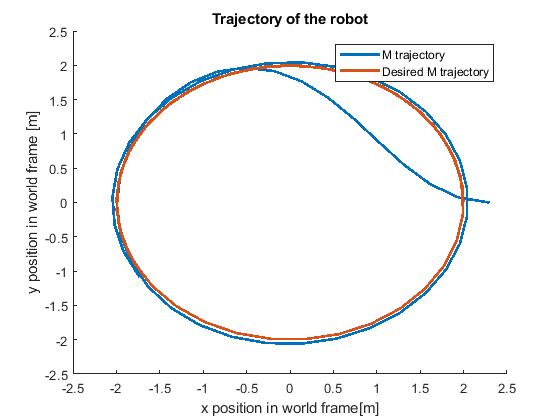 Trajectory of the robot
M trajectory
Desired M trajectory
y position in world frame [m]
2.5
2
1.5
1
0.5
0
-0.5
-1
-1.5
-2
-2.5
-2.5 -2 -1.5 -1 -0.5 0 0.5 1 1.5 2 2.5
x position in world frame[m]